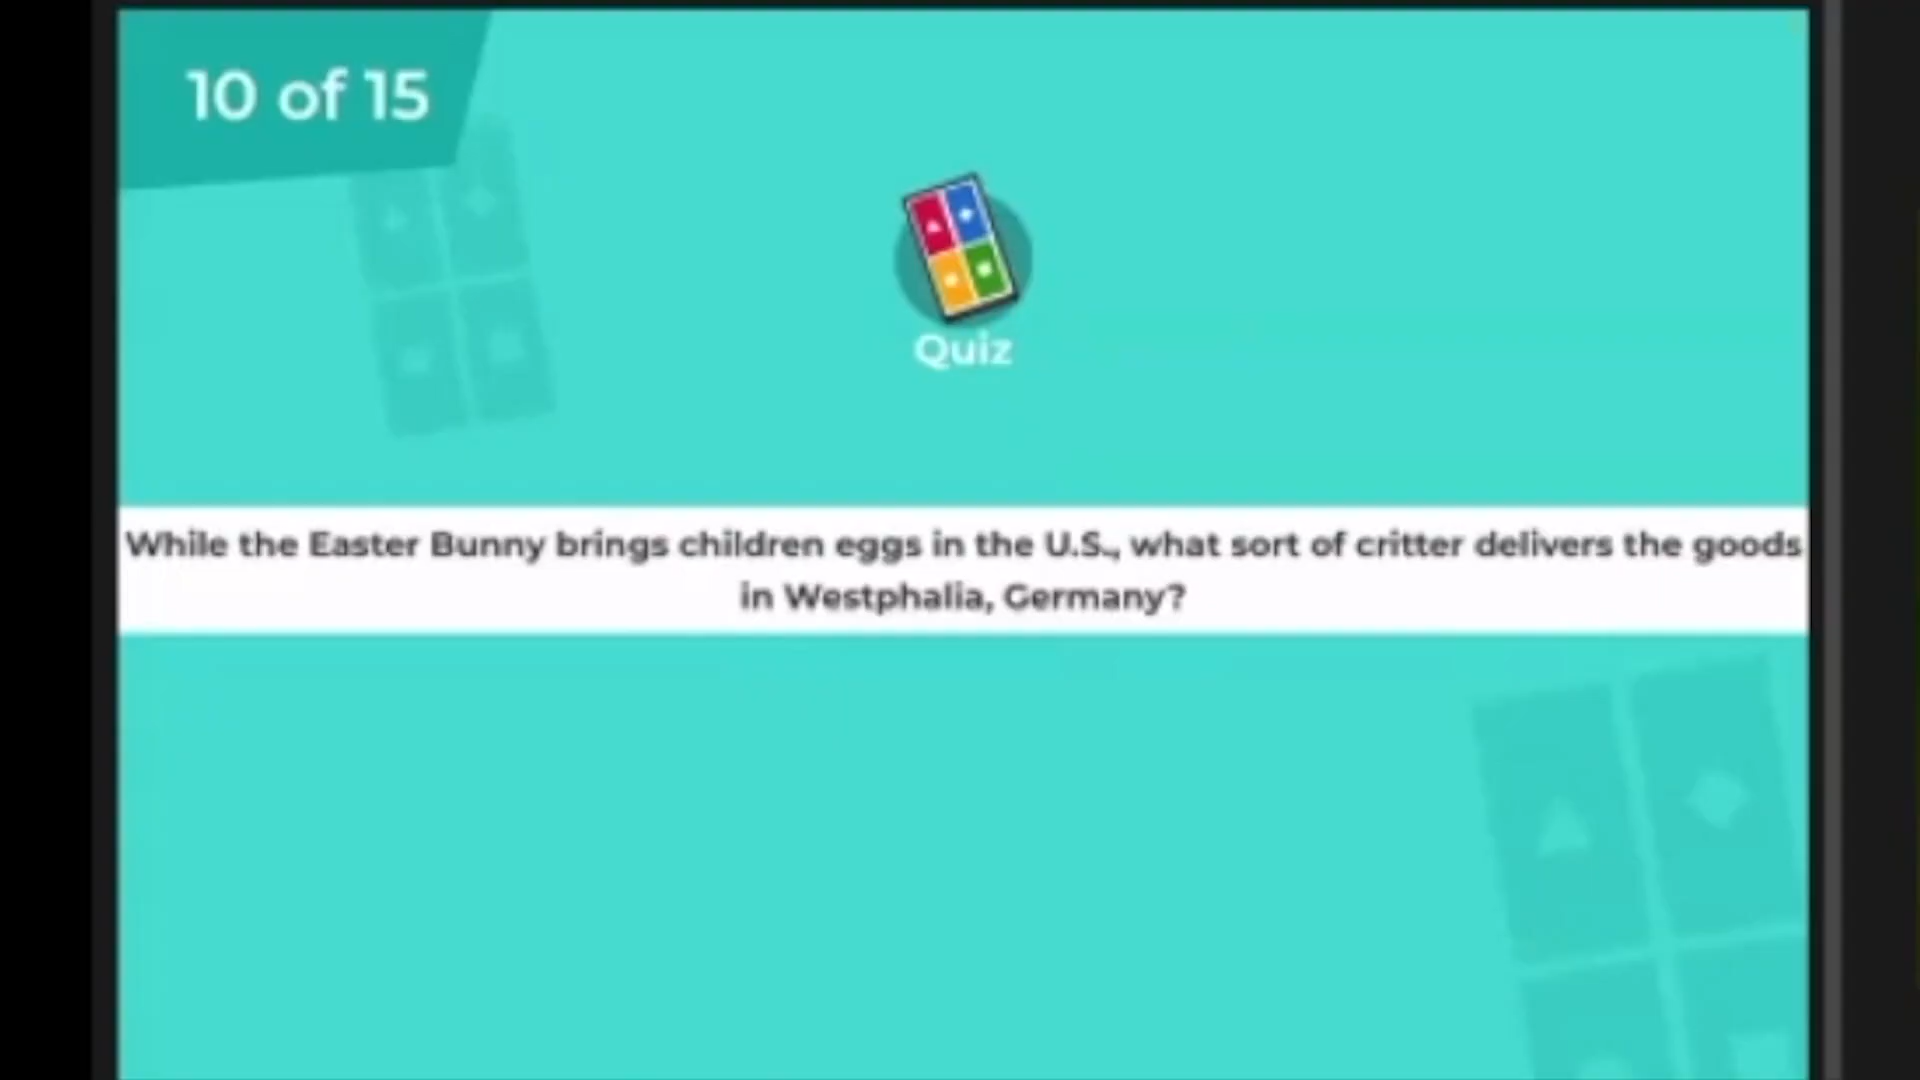 10 of 15
Quiz
While the Easter Bunny brings children eggs in the U.S., what sort of critter delivers the goods
in Westphalia, Germany?